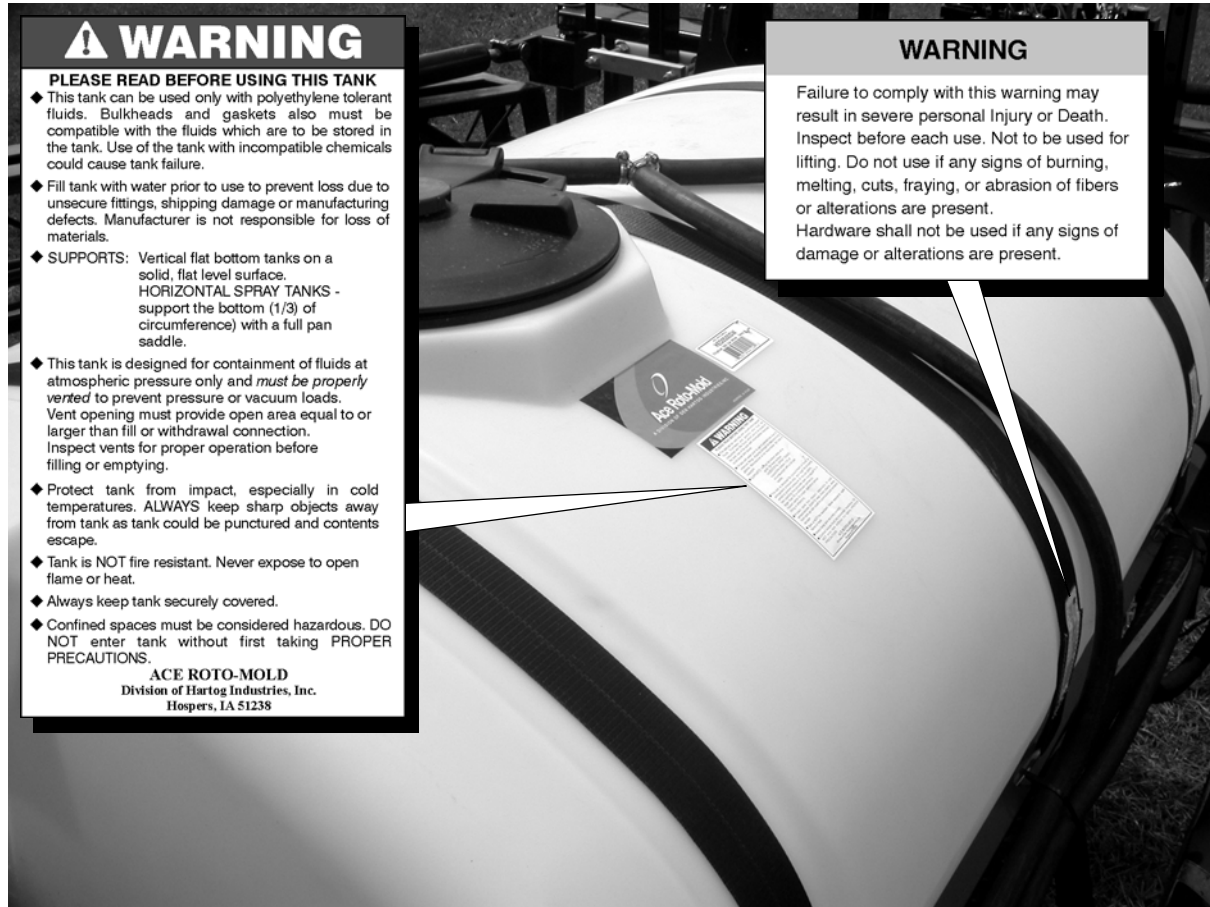 WARNING
PLEASE READ BEFORE USING THIS TANK
◆ This tank can be used only with polyethylene tolerant
fluids. Bulkheads and gaskets also must be
compatible with the fluids which are to be stored in
the tank. Use of the tank with incompatible chemicals
could cause tank failure.
◆ Fill tank with water prior to use to prevent loss due to
unsecure fittings, shipping damage or manufacturing
defects. Manufacturer is not responsible for loss of
materials.
◆ SUPPORTS: Vertical flat bottom tanks on a
solid, flat level surface.
HORIZONTAL SPRAY TANKS -
support the bottom (1/3) of
circumference) with a full pan
saddle.
◆ This tank is designed for containment of fluids at
atmospheric pressure only and must be properly
vented to prevent pressure or vacuum loads.
Vent opening must provide open area equal to or
larger than fill or withdrawal connection.
Inspect vents for proper operation before
filling or emptying.
◆ Protect tank from impact, especially in cold
temperatures. ALWAYS keep sharp objects away
from tank as tank could be punctured and contents
escape.
◆ Tank is NOT fire resistant. Never expose to open
flame or heat.
◆ Always keep tank securely covered.
◆ Confined spaces must be considered hazardous. DO
NOT enter tank without first taking PROPER
PRECAUTIONS.
ACE ROTO-MOLD
Division of Hartog Industries, Inc.
Hospers, IA 51238
WARNING
Failure to comply with this warning may
result in severe personal Injury or Death.
Inspect before each use. Not to be used for
lifting. Do not use if any signs of burning,
melting, cuts, fraying, or abrasion of fibers
or alterations are present.
Hardware shall not be used if any signs of
damage or alterations are present.
Ace Roto-Mold
WARNING